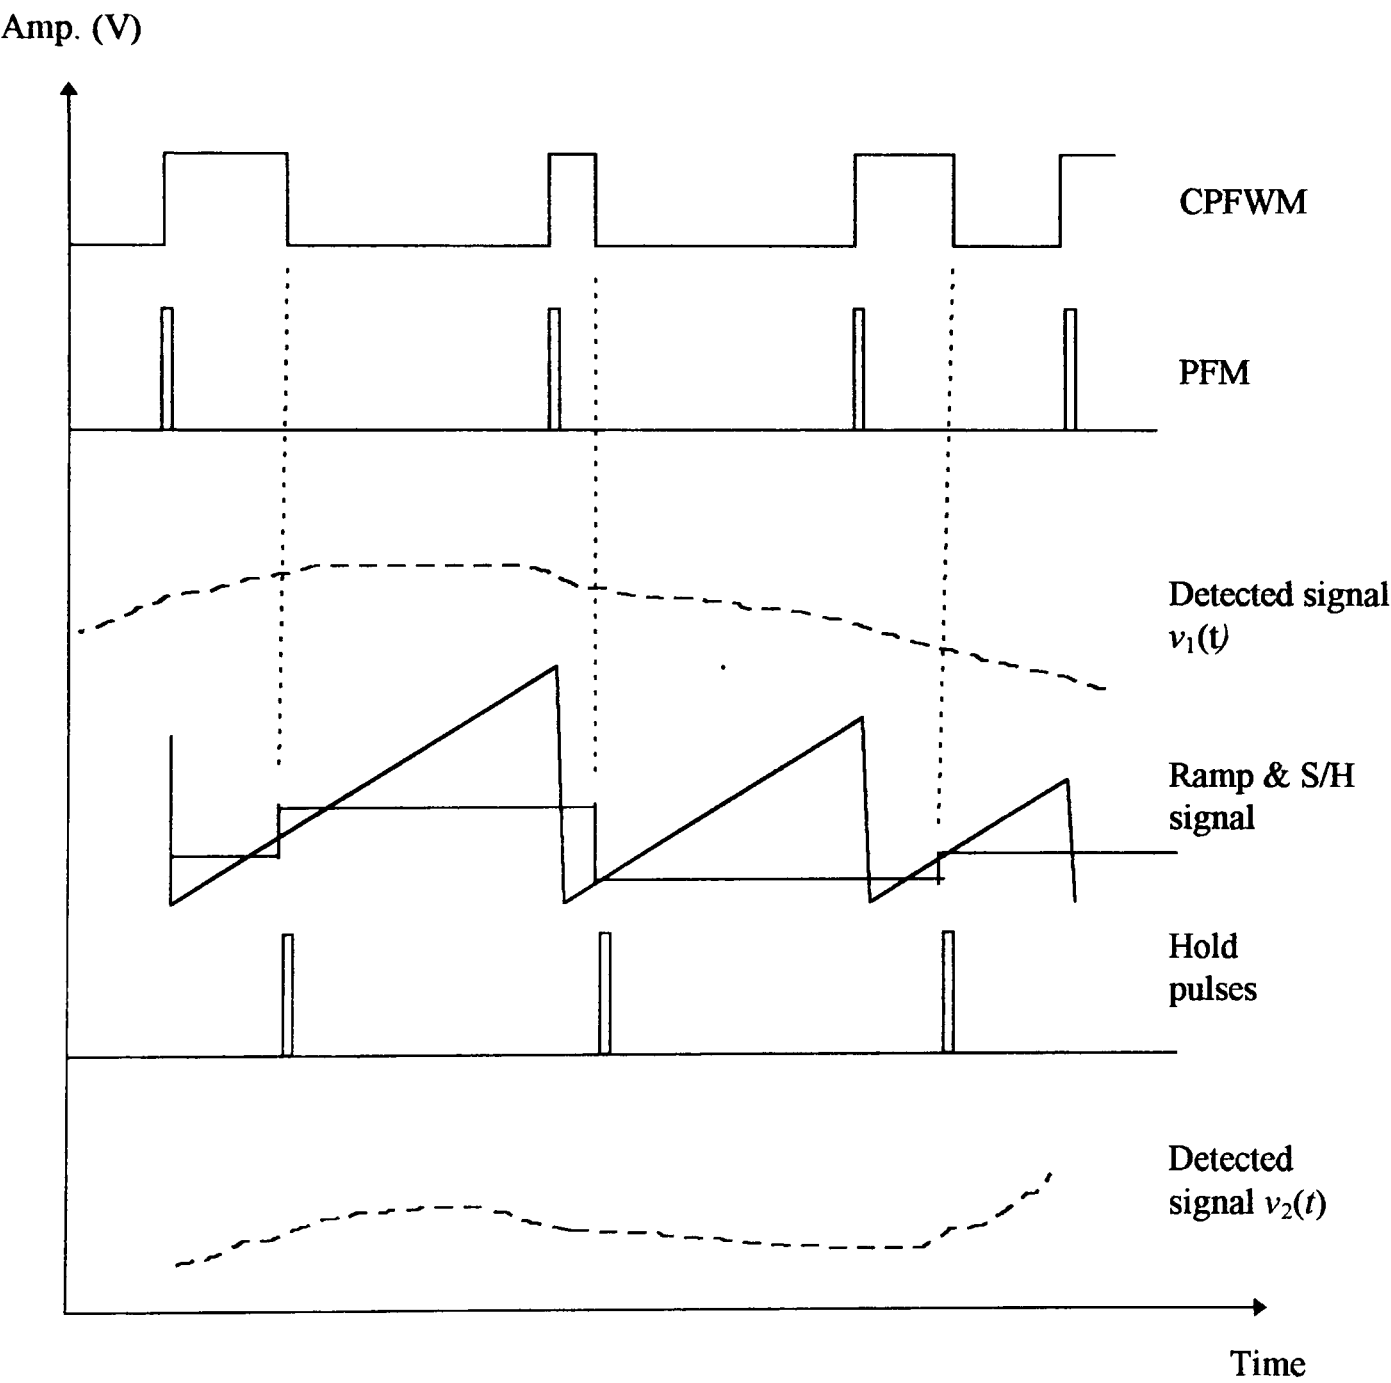 Amp. (V)
CPFWM
PFM
Detected signal
v₁(t)
Ramp & S/H
signal
Hold
pulses
Detected
signal v₂(t)
Time